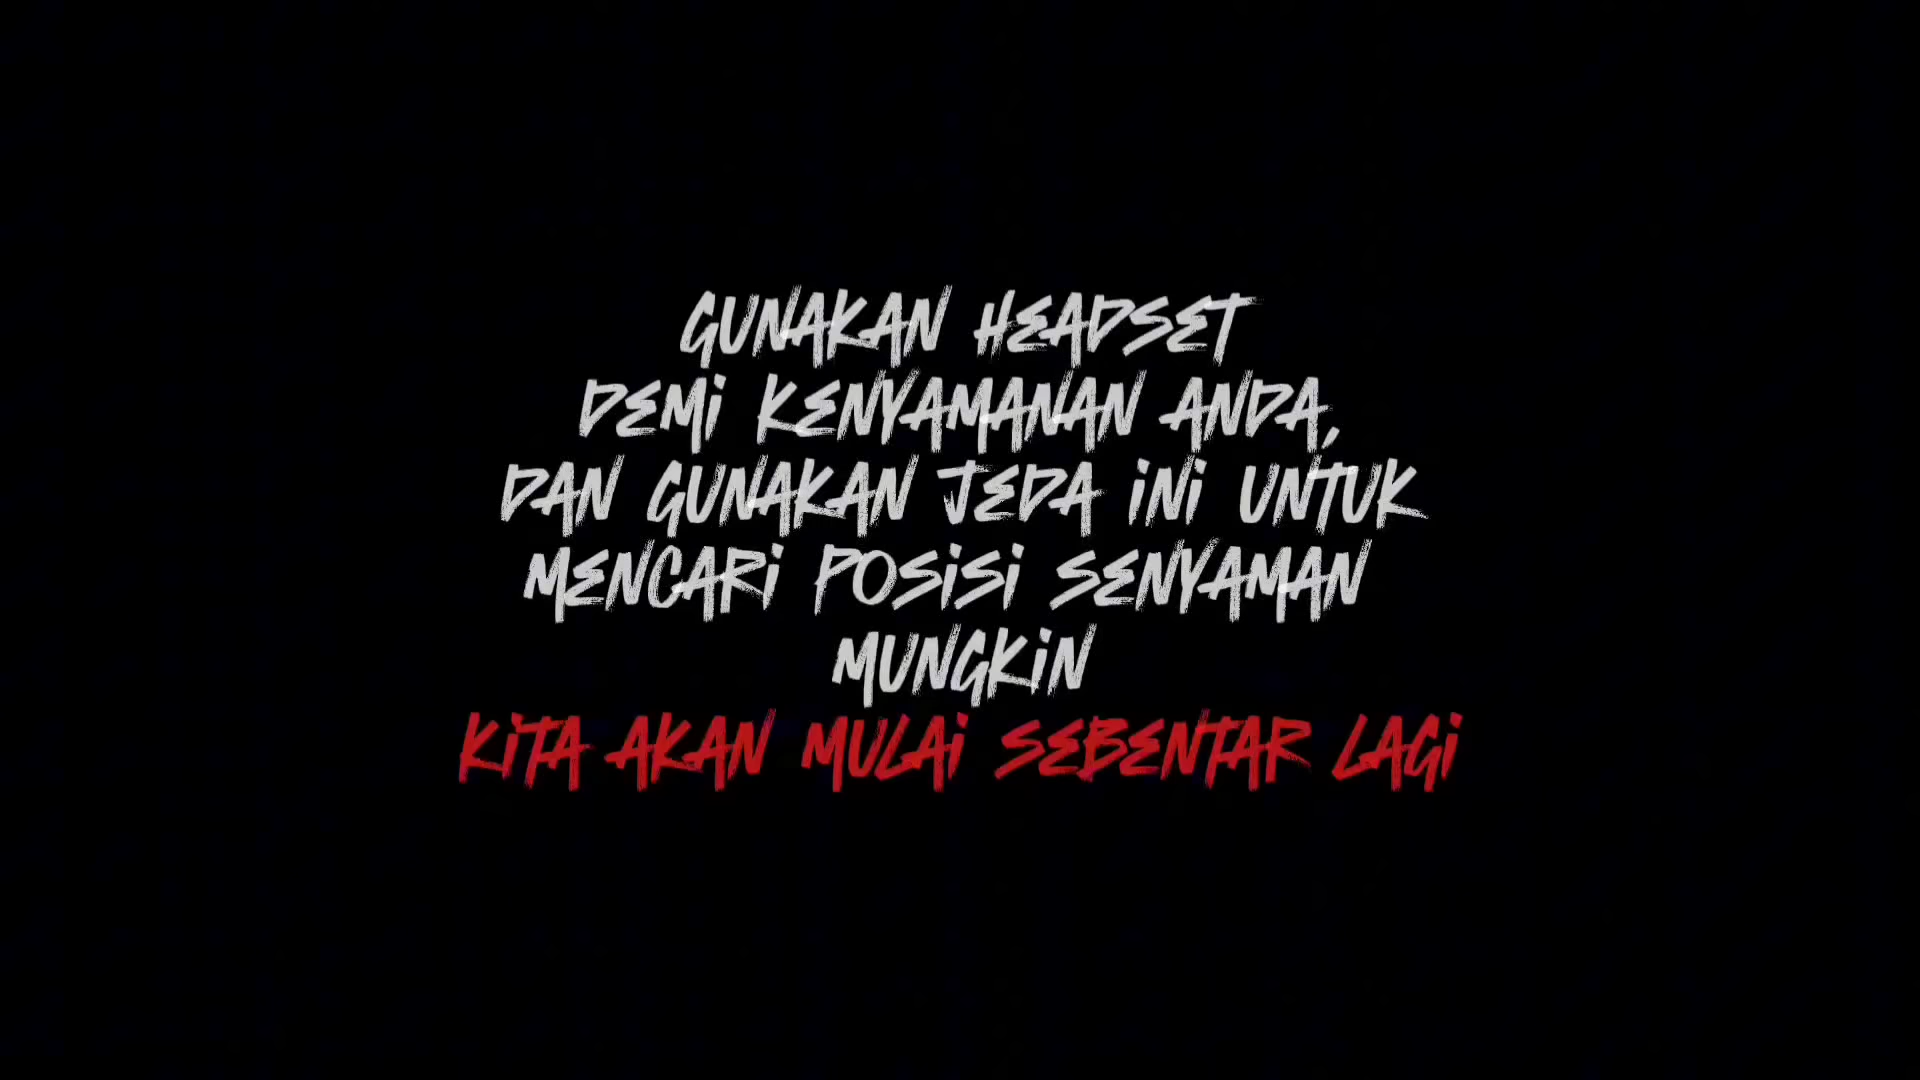 GUNAKAN HEADSET
DEMI KENYAMANAN ANDA,
DAN GUNAKAN JEDA INI UNTUK
MENCARI POSISI SENYAMAN
MUNGKIN
KITA AKAN MULAI SEBENTAR LAGI